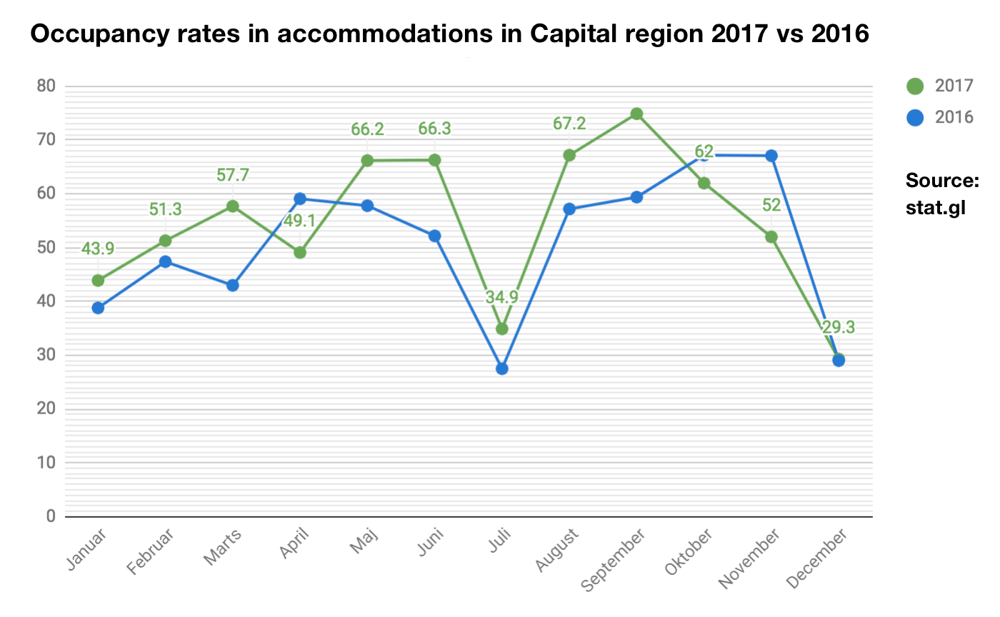 Occupancy rates in accommodations in Capital region 2017 vs 2016
80
70
60
50
40
30
20
10
0
43.9
51.3
57.7
49.1
66.2
66.3
34.9
67.2
62
52
29.3
Januar
Februar
Marts
April
Maj
Juni
Juli
August
September
Oktober
November
December
2017
2016
Source:
stat.gl